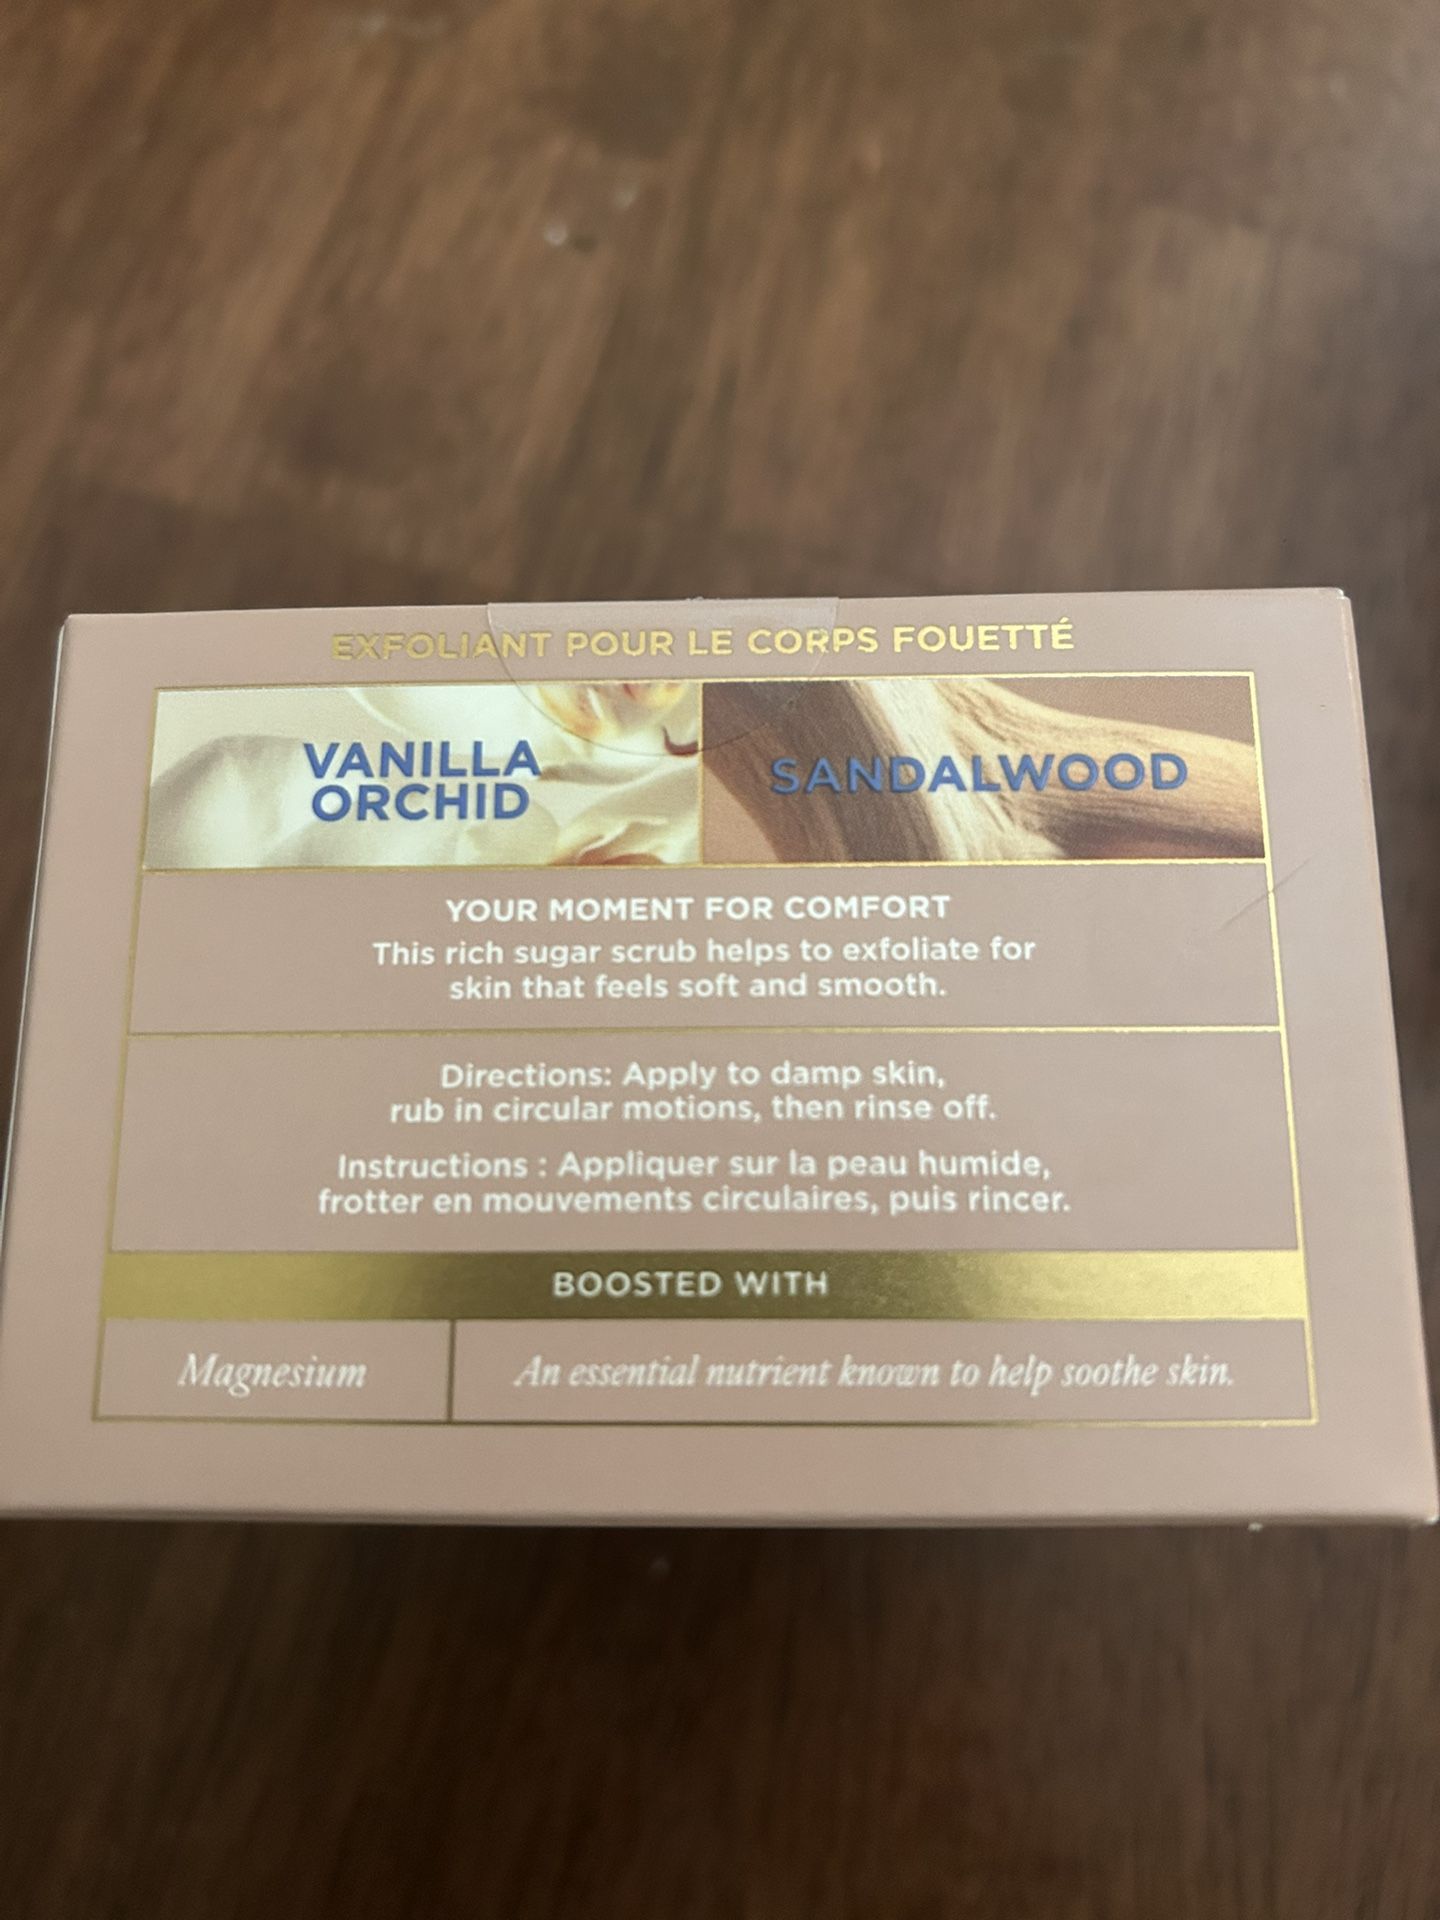 EXFOLIANT POUR LE CORPS FOUETTÉ
VANILLA
ORCHID
SANDALWOOD
YOUR MOMENT FOR COMFORT
This rich sugar scrub helps to exfoliate for
skin that feels soft and smooth.
Directions: Apply to damp skin,
rub in circular motions, then rinse off.
Instructions : Appliquer sur la peau humide,
frotter en mouvements circulaires, puis rincer.
BOOSTED WITH
Magnesium
An essential nutrient known to help soothe skin.